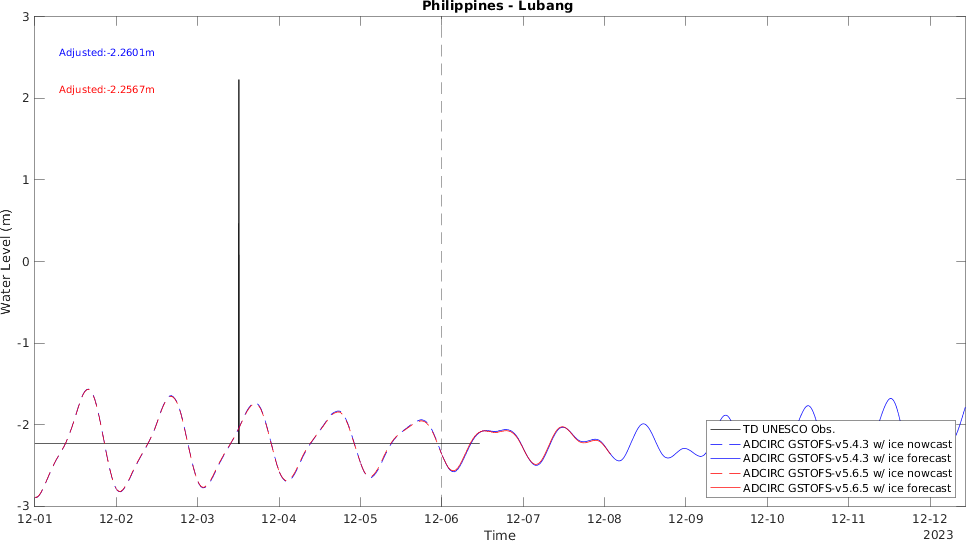 Philippines - Lubang
Adjusted:-2.2601m
Adjusted:-2.2567m
Water Level (m)
3
2
1
0
-1
-2
-3
TD UNESCO Obs.
ADCIRC GSTOFS-v5.4.3 w/ ice nowcast
ADCIRC GSTOFS-v5.4.3 w/ ice forecast
ADCIRC GSTOFS-v5.6.5 w/ ice nowcast
ADCIRC GSTOFS-v5.6.5 w/ ice forecast
12-01 12-02 12-03 12-04 12-05 12-06 12-07 12-08 12-09 12-10 12-11 12-12
Time
2023